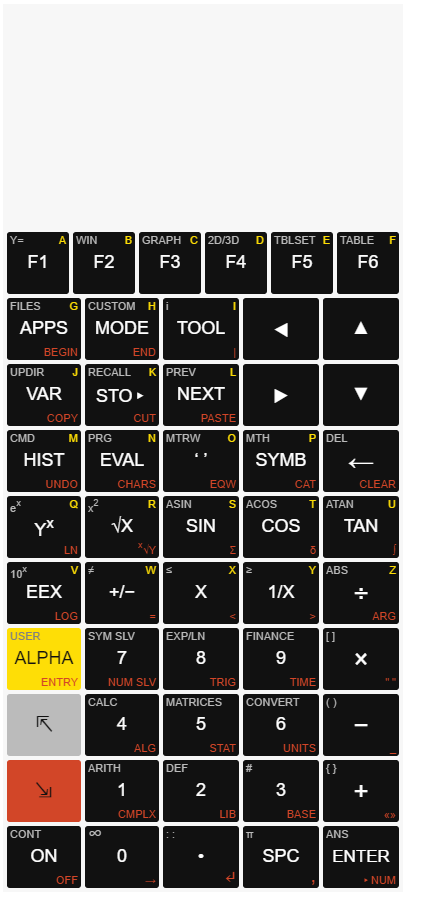 Y= A WIN B GRAPH C 2D/3D D TBLSET E TABLE F
F1 F2 F3 F4 F5 F6
FILES G CUSTOM H i I
APPS MODE TOOL ◀ ▲
BEGIN END |
UPDIR J RECALL K PREV L
VAR STO ▸ NEXT ▶ ▼
COPY CUT PASTE
CMD M PRG N MTRW O MTH P DEL
HIST EVAL ‘ ’ SYMB ←
UNDO CHARS EQW CAT CLEAR
eˣ Q x² R ASIN S ACOS T ATAN U
Yˣ √X SIN COS TAN
LN ˣ√Y Σ δ ∫
10ˣ V ≠ W ≤ X ≥ Y ABS Z
EEX +/− X 1/X ÷
LOG = < > ARG
USER SYM SLV EXP/LN FINANCE [ ]
ALPHA 7 8 9 ×
ENTRY NUM SLV TRIG TIME " "
CALC MATRICES CONVERT ( )
⇱ 4 5 6 −
ALG STAT UNITS _
ARITH DEF # { }
⇲ 1 2 3 +
CMPLX LIB BASE «»
CONT ∞ : : π ANS
ON 0 • SPC ENTER
OFF → ↵ , ‣ NUM